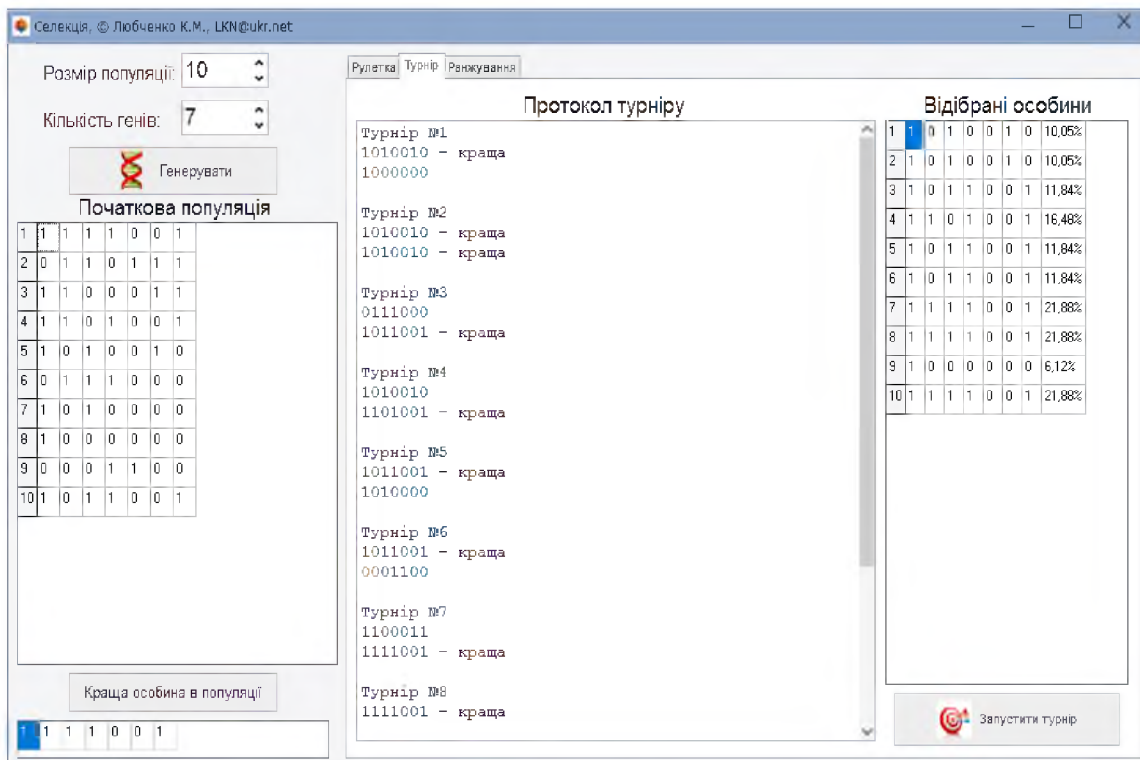 Селекція, © Любченко К.М., LKN@ukr.net
Розмір популяції: 10
Кількість генів: 7
Генерувати
Початкова популяція
1 1 1 1 1 0 0 1
2 0 1 1 0 1 1 1
3 1 1 0 0 0 1 1
4 1 1 0 1 0 0 1
5 1 0 1 0 0 1 0
6 0 1 1 1 0 0 0
7 1 0 1 0 0 0 0
8 1 0 0 0 0 0 0
9 0 0 0 1 1 0 0
10 1 0 1 1 0 0 1
Краща особина в популяції
1 1 1 1 0 0 1
Рулетка Турнір Ранжування
Протокол турніру
Турнір №1
1010010 - краща
1000000
Турнір №2
1010010 - краща
1010010 - краща
Турнір №3
0111000
1011001 - краща
Турнір №4
1010010
1101001 - краща
Турнір №5
1011001 - краща
1010000
Турнір №6
1011001 - краща
0001100
Турнір №7
1100011
1111001 - краща
Турнір №8
1111001 - краща
Відібрані особини
1 1 0 1 0 0 1 0 10,05%
2 1 0 1 0 0 1 0 10,05%
3 1 0 1 1 0 0 1 11,84%
4 1 1 0 1 0 0 1 16,48%
5 1 0 1 1 0 0 1 11,84%
6 1 0 1 1 0 0 1 11,84%
7 1 1 1 1 0 0 1 21,88%
8 1 1 1 1 0 0 1 21,88%
9 1 0 0 0 0 0 0 6,12%
10 1 1 1 1 0 0 1 21,88%
Запустити турнір